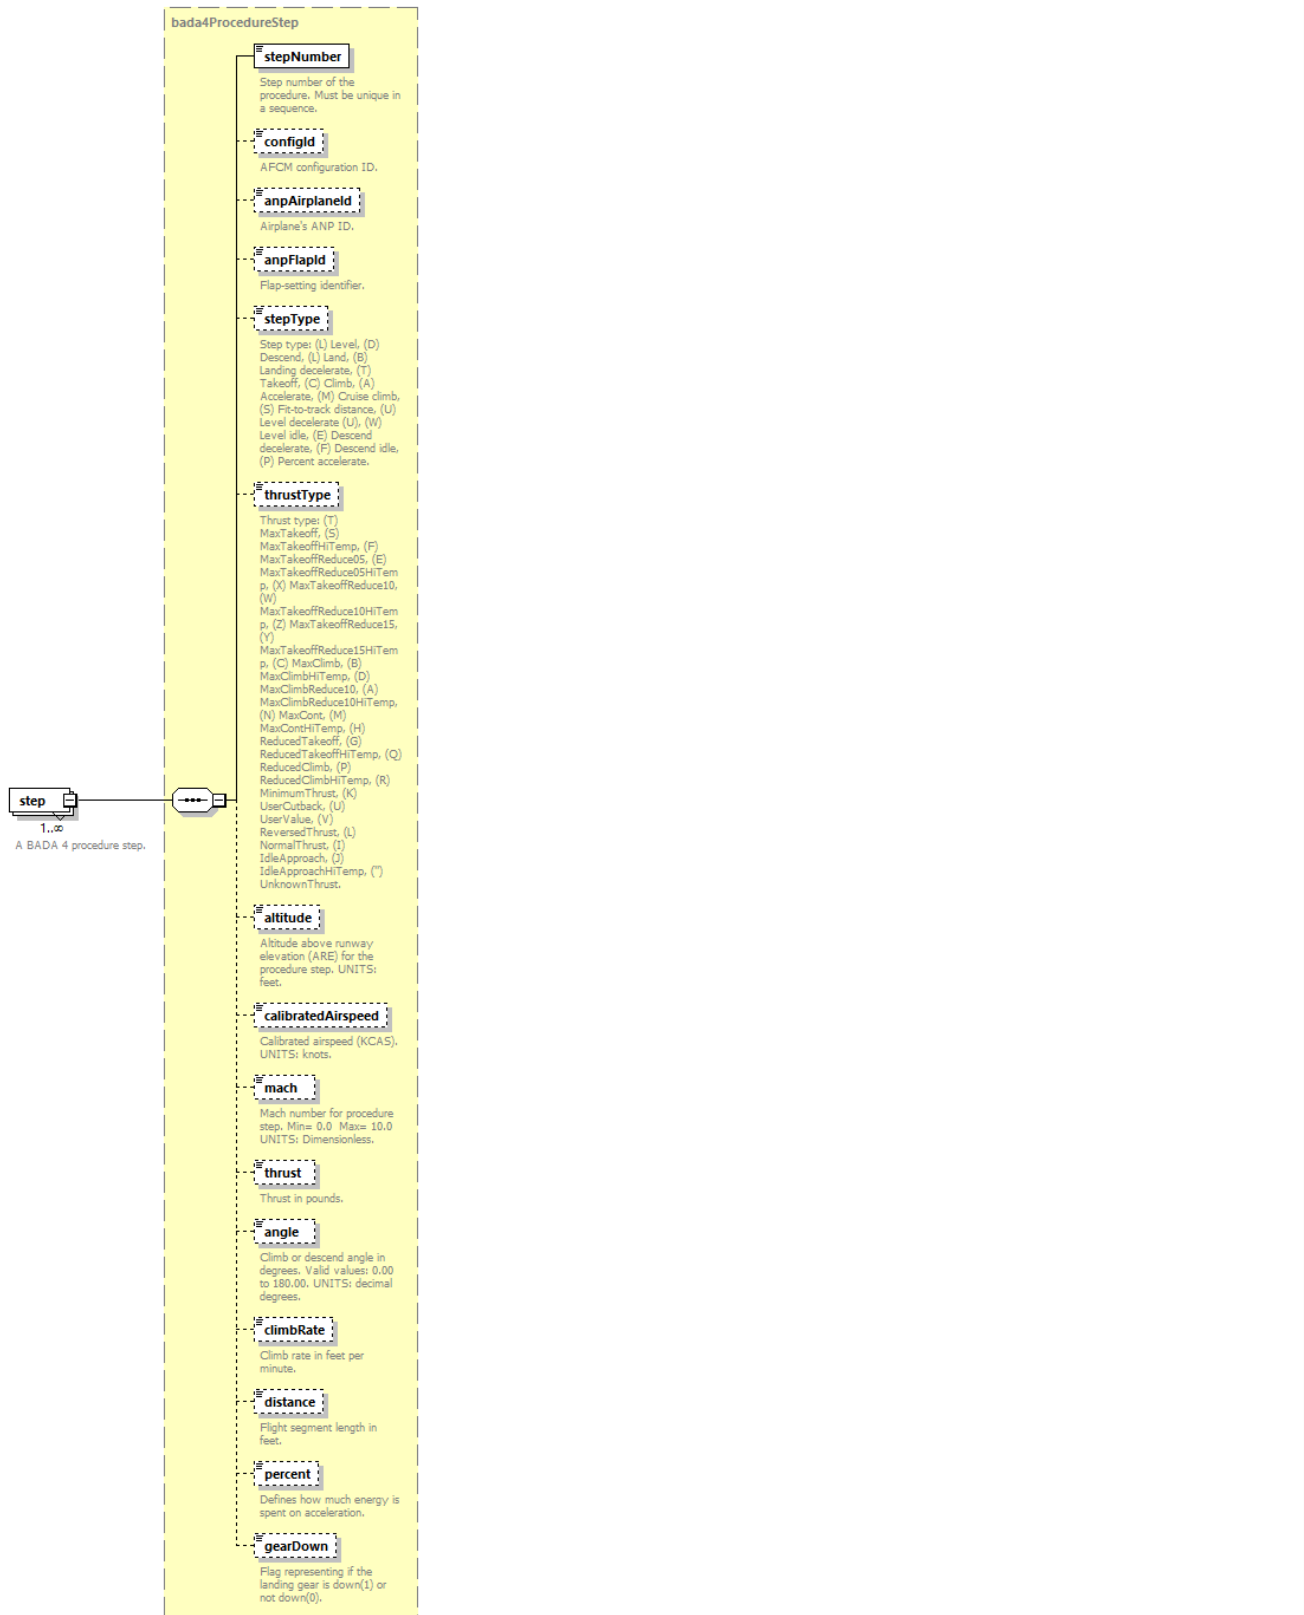 bada4ProcedureStep
stepNumber
Step number of the
procedure. Must be unique in
a sequence.
configId
AFCM configuration ID.
anpAirplaneId
Airplane's ANP ID.
anpFlapId
Flap-setting identifier.
stepType
Step type: (L) Level, (D)
Descend, (L) Land, (B)
Landing decelerate, (T)
Takeoff, (C) Climb, (A)
Accelerate, (M) Cruise climb,
(S) Fit-to-track distance, (U)
Level decelerate (U), (W)
Level idle, (E) Descend
decelerate, (F) Descend idle,
(P) Percent accelerate.
thrustType
Thrust type: (T)
MaxTakeoff, (S)
MaxTakeoffHiTemp, (F)
MaxTakeoffReduce05, (E)
MaxTakeoffReduce05HiTem
p, (X) MaxTakeoffReduce10,
(W)
MaxTakeoffReduce10HiTem
p, (Z) MaxTakeoffReduce15,
(Y)
MaxTakeoffReduce15HiTem
p, (C) MaxClimb, (B)
MaxClimbHiTemp, (D)
MaxClimbReduce10, (A)
MaxClimbReduce10HiTemp,
(N) MaxCont, (M)
MaxContHiTemp, (H)
ReducedTakeoff, (G)
ReducedTakeoffHiTemp, (Q)
ReducedClimb, (P)
ReducedClimbHiTemp, (R)
MinimumThrust, (K)
UserCutback, (U)
UserValue, (V)
ReversedThrust, (L)
NormalThrust, (I)
IdleApproach, (J)
IdleApproachHiTemp, (")
UnknownThrust.
step
1..∞
A BADA 4 procedure step.
altitude
Altitude above runway
elevation (ARE) for the
procedure step. UNITS:
feet.
calibratedAirspeed
Calibrated airspeed (KCAS).
UNITS: knots.
mach
Mach number for procedure
step. Min= 0.0  Max= 10.0
UNITS: Dimensionless.
thrust
Thrust in pounds.
angle
Climb or descend angle in
degrees. Valid values: 0.00
to 180.00. UNITS: decimal
degrees.
climbRate
Climb rate in feet per
minute.
distance
Flight segment length in
feet.
percent
Defines how much energy is
spent on acceleration.
gearDown
Flag representing if the
landing gear is down(1) or
not down(0).